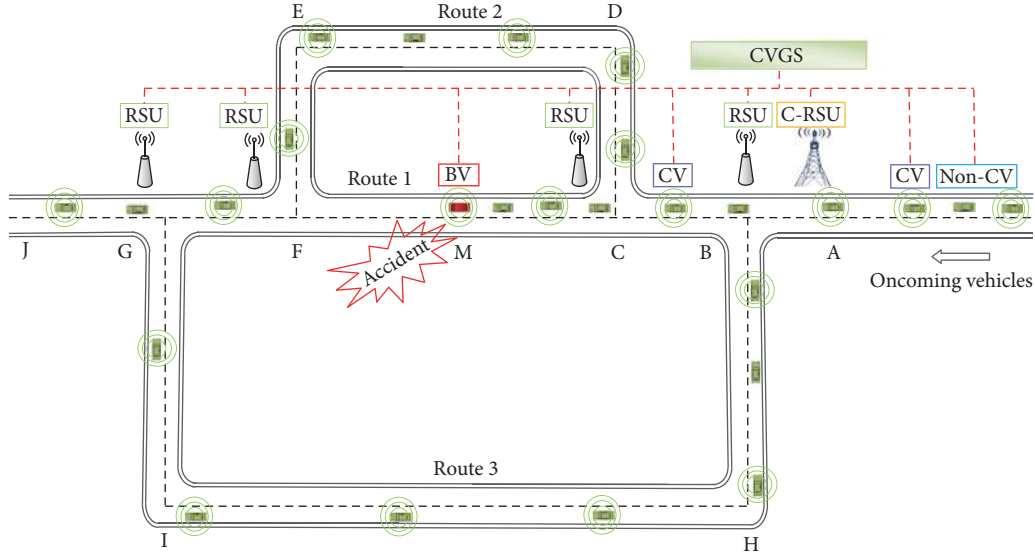 E
Route 2
D
CVGS
RSU
RSU
RSU
RSU
C-RSU
Route 1
BV
CV
CV
Non-CV
J
G
F
M
C
B
A
Accident
Oncoming vehicles
Route 3
I
H